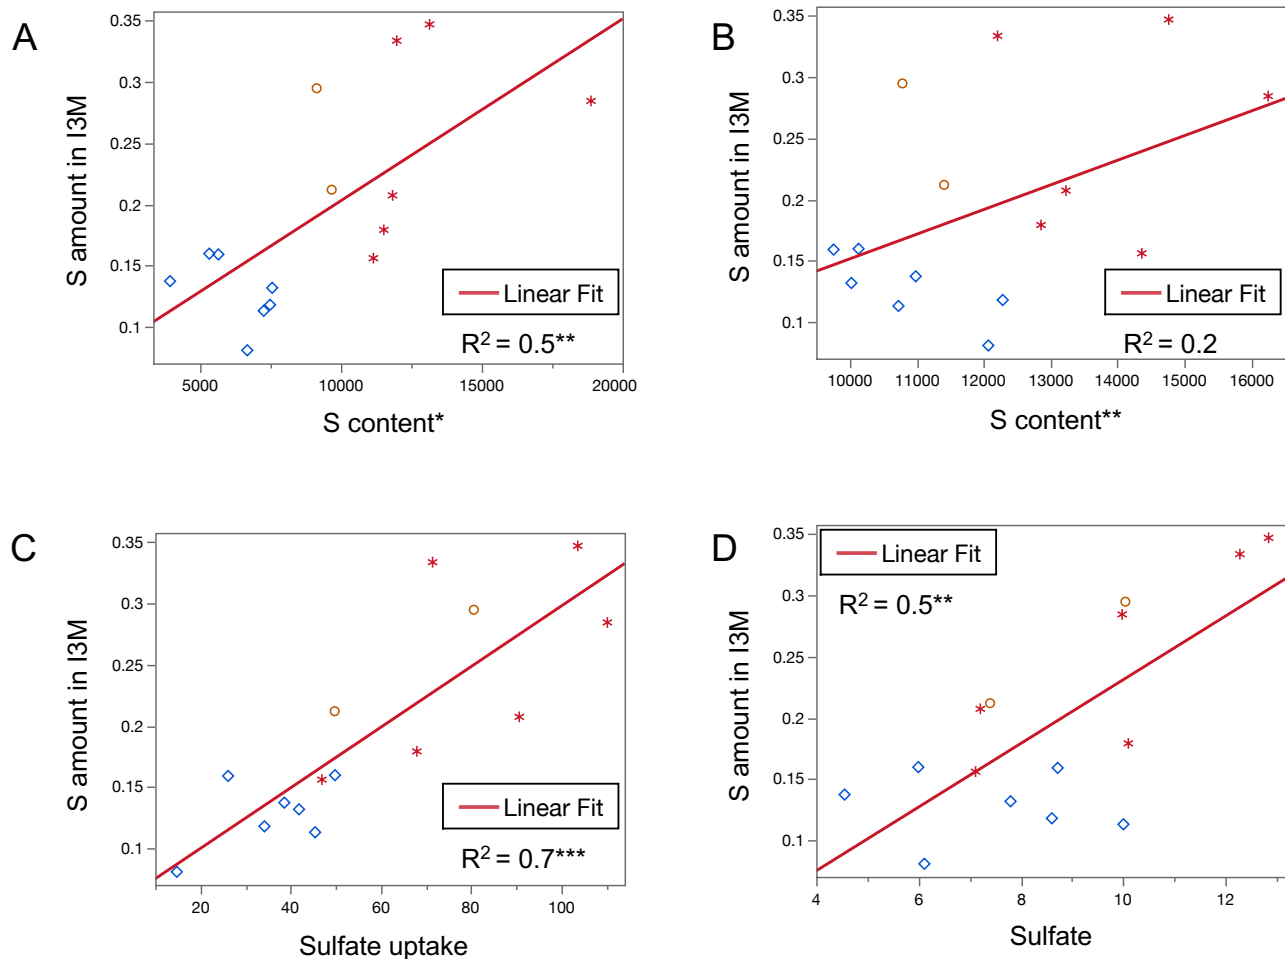 A
S amount in I3M
0.35
0.3
0.25
0.2
0.15
0.1
Linear Fit
R² = 0.5**
5000 10000 15000 20000
S content*
B
S amount in I3M
0.35
0.3
0.25
0.2
0.15
0.1
Linear Fit
R² = 0.2
10000 11000 12000 13000 14000 15000 16000
S content**
C
S amount in I3M
0.35
0.3
0.25
0.2
0.15
0.1
Linear Fit
R² = 0.7***
20 40 60 80 100
Sulfate uptake
D
S amount in I3M
0.35
0.3
0.25
0.2
0.15
0.1
Linear Fit
R² = 0.5**
4 6 8 10 12
Sulfate